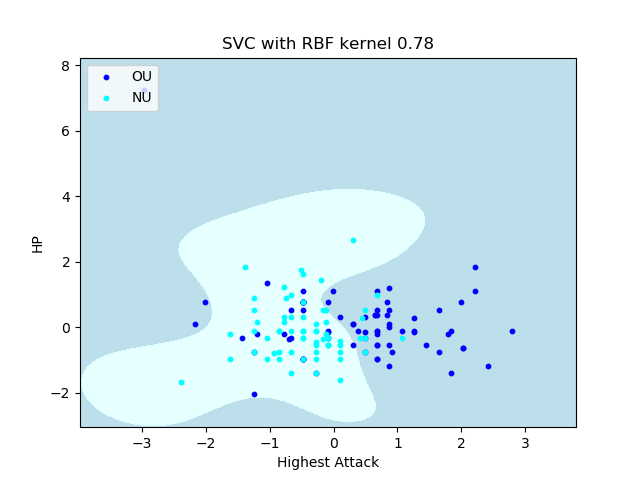 SVC with RBF kernel 0.78
OU
NU
8
6
4
2
0
−2
HP
−3
−2
−1
0
1
2
3
Highest Attack